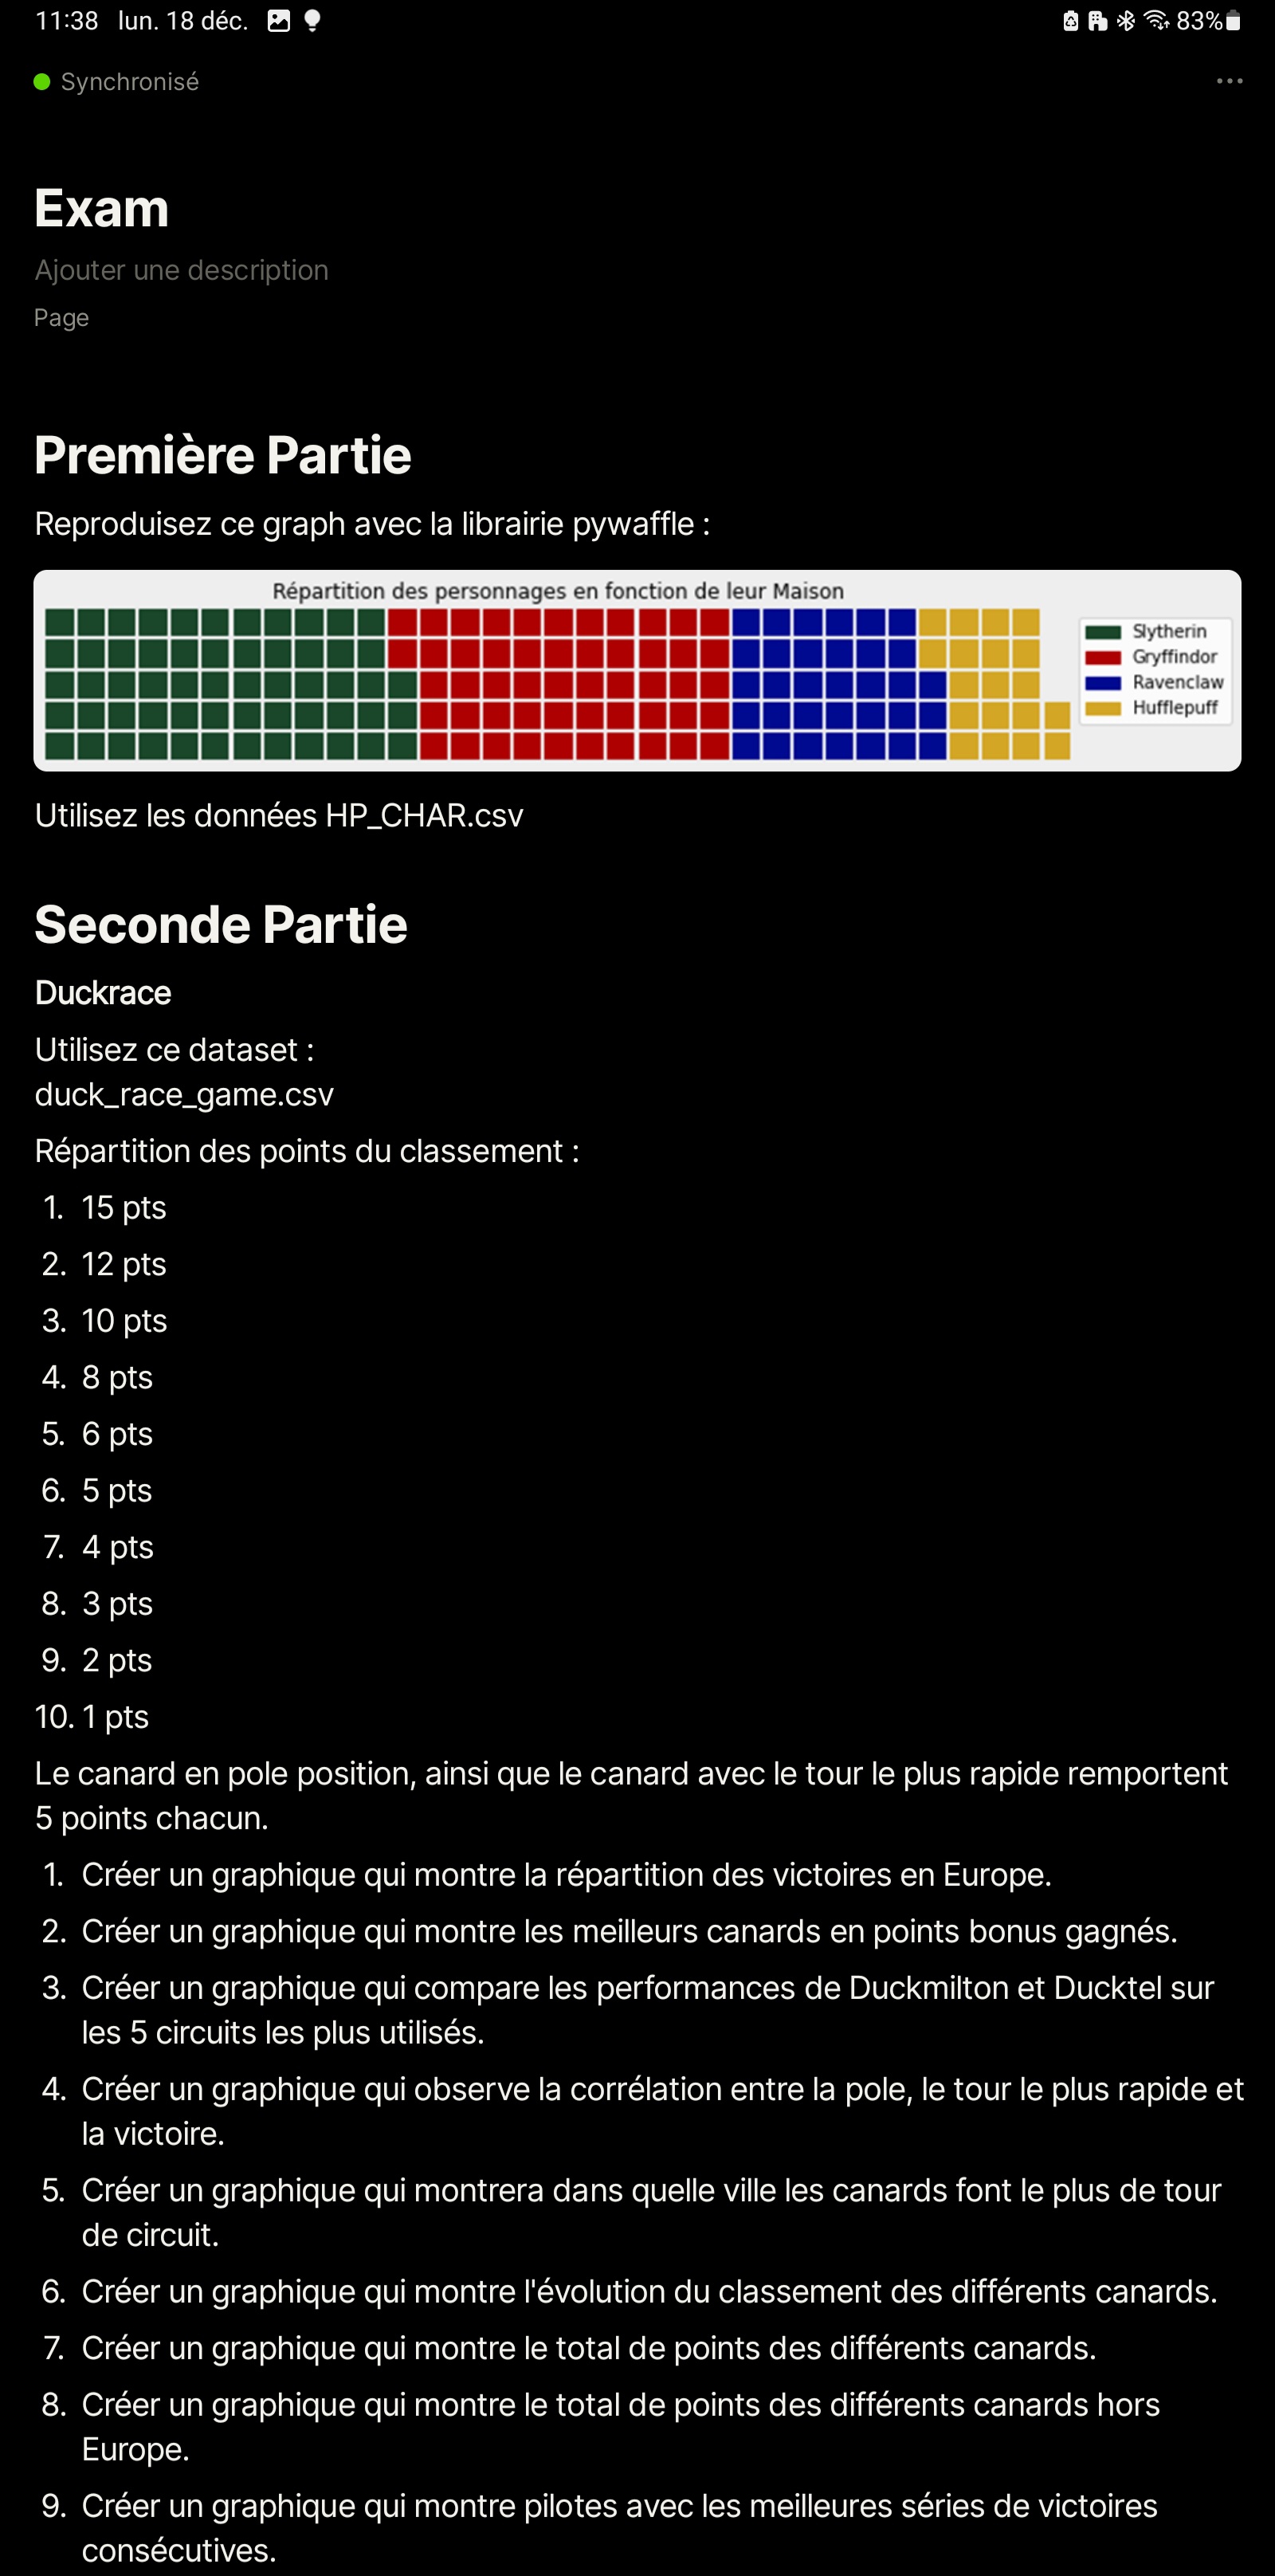 11:38 lun. 18 déc. 83%
Synchronisé
Exam
Ajouter une description
Page
Première Partie
Reproduisez ce graph avec la librairie pywaffle :
Répartition des personnages en fonction de leur Maison
Slytherin
Gryffindor
Ravenclaw
Hufflepuff
Utilisez les données HP_CHAR.csv
Seconde Partie
Duckrace
Utilisez ce dataset :
duck_race_game.csv
Répartition des points du classement :
1. 15 pts
2. 12 pts
3. 10 pts
4. 8 pts
5. 6 pts
6. 5 pts
7. 4 pts
8. 3 pts
9. 2 pts
10. 1 pts
Le canard en pole position, ainsi que le canard avec le tour le plus rapide remportent
5 points chacun.
1. Créer un graphique qui montre la répartition des victoires en Europe.
2. Créer un graphique qui montre les meilleurs canards en points bonus gagnés.
3. Créer un graphique qui compare les performances de Duckmilton et Ducktel sur
les 5 circuits les plus utilisés.
4. Créer un graphique qui observe la corrélation entre la pole, le tour le plus rapide et
la victoire.
5. Créer un graphique qui montrera dans quelle ville les canards font le plus de tour
de circuit.
6. Créer un graphique qui montre l'évolution du classement des différents canards.
7. Créer un graphique qui montre le total de points des différents canards.
8. Créer un graphique qui montre le total de points des différents canards hors
Europe.
9. Créer un graphique qui montre pilotes avec les meilleures séries de victoires
consécutives.